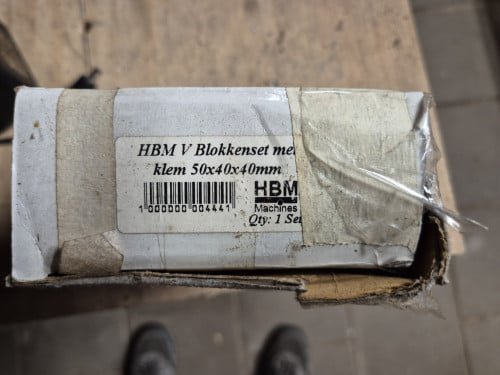 HBM V Blokkenset me
klem 50x40x40mm
1 000000 004441
HBM
Machines
Qty: 1 Se